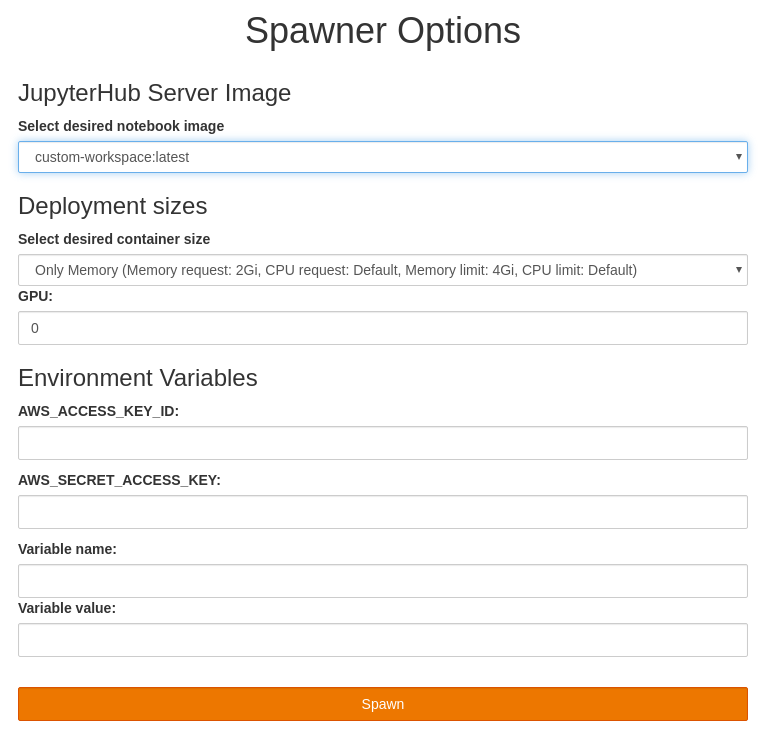 Spawner Options
JupyterHub Server Image
Select desired notebook image
custom-workspace:latest
Deployment sizes
Select desired container size
Only Memory (Memory request: 2Gi, CPU request: Default, Memory limit: 4Gi, CPU limit: Default)
GPU:
0
Environment Variables
AWS_ACCESS_KEY_ID:
AWS_SECRET_ACCESS_KEY:
Variable name:
Variable value:
Spawn